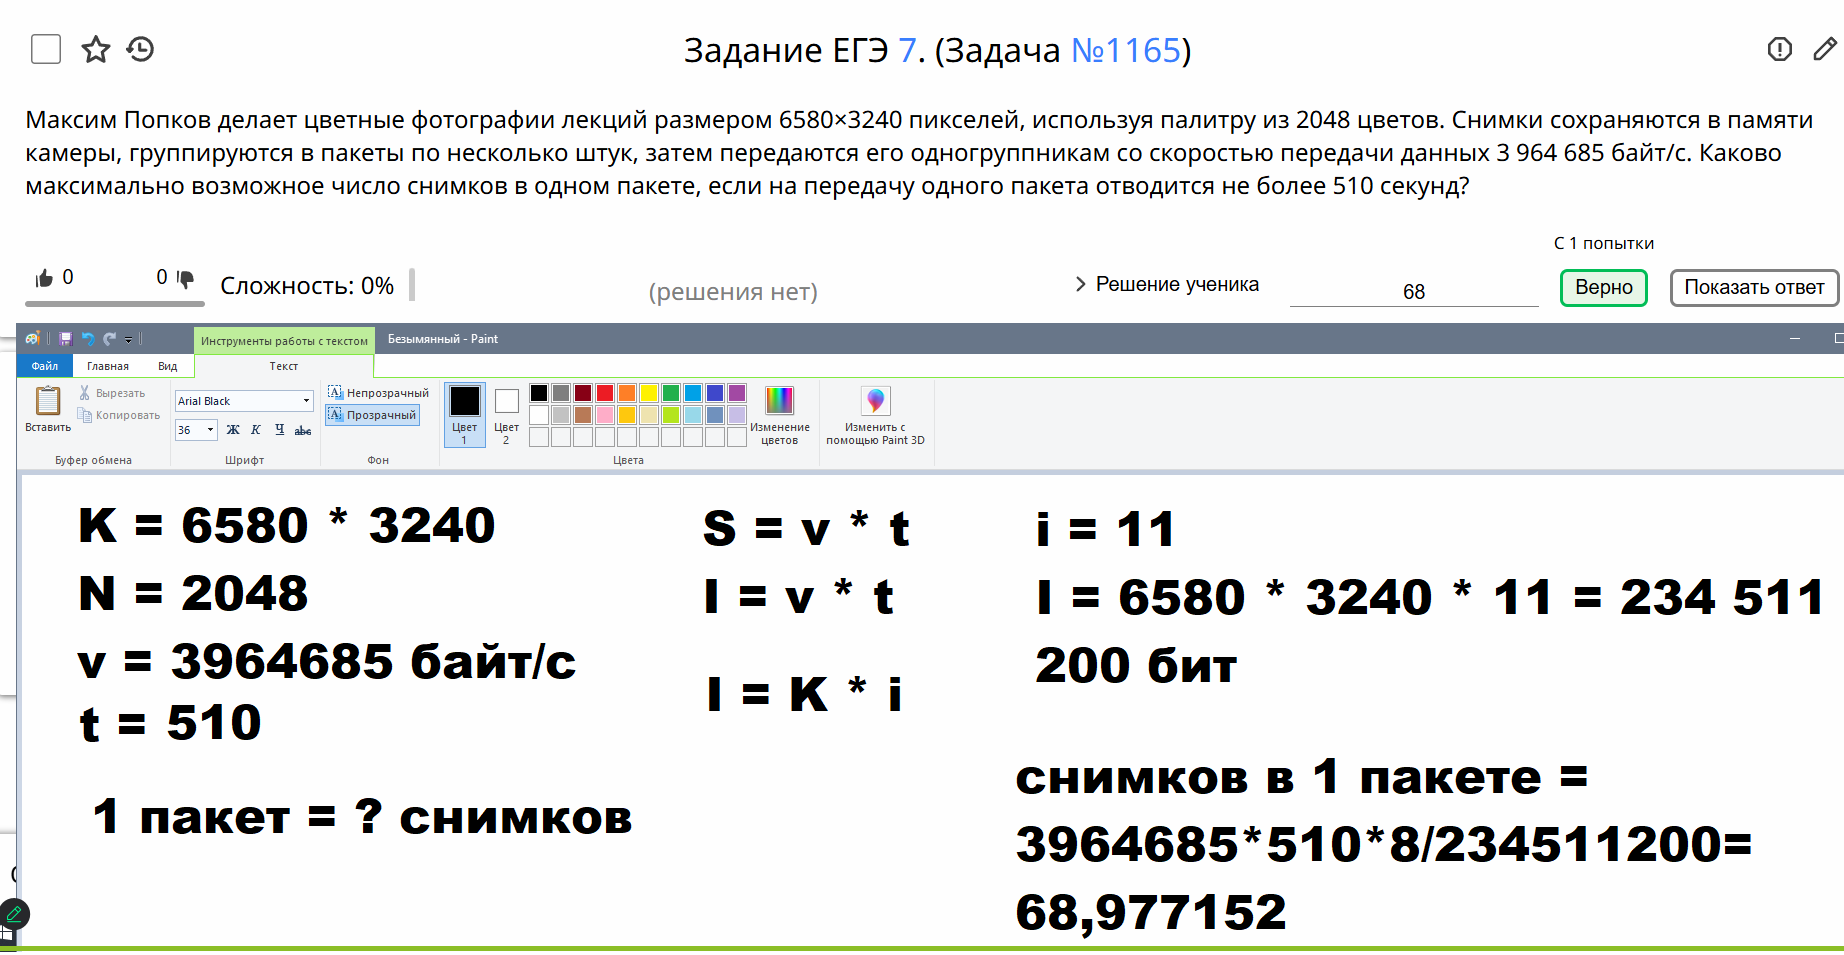 Задание ЕГЭ 7. (Задача №1165)
Максим Попков делает цветные фотографии лекций размером 6580×3240 пикселей, используя палитру из 2048 цветов. Снимки сохраняются в памяти
камеры, группируются в пакеты по несколько штук, затем передаются его одногруппникам со скоростью передачи данных 3 964 685 байт/с. Каково
максимально возможное число снимков в одном пакете, если на передачу одного пакета отводится не более 510 секунд?
С 1 попытки
0 0 Сложность: 0% (решения нет) Решение ученика 68 Верно Показать ответ
Инструменты работы с текстом Безымянный - Paint
Файл Главная Вид Текст
Вставить Вырезать Копировать
Буфер обмена
Arial Black
36 Ж К Ч abc
Шрифт
Непрозрачный
Прозрачный
Фон
Цвет 1 Цвет 2
Изменение цветов
Цвета
Изменить с помощью Paint 3D
K = 6580 * 3240
N = 2048
v = 3964685 байт/с
t = 510
1 пакет = ? снимков
S = v * t
I = v * t
I = K * i
i = 11
I = 6580 * 3240 * 11 = 234 511
200 бит
снимков в 1 пакете =
3964685*510*8/234511200=
68,977152